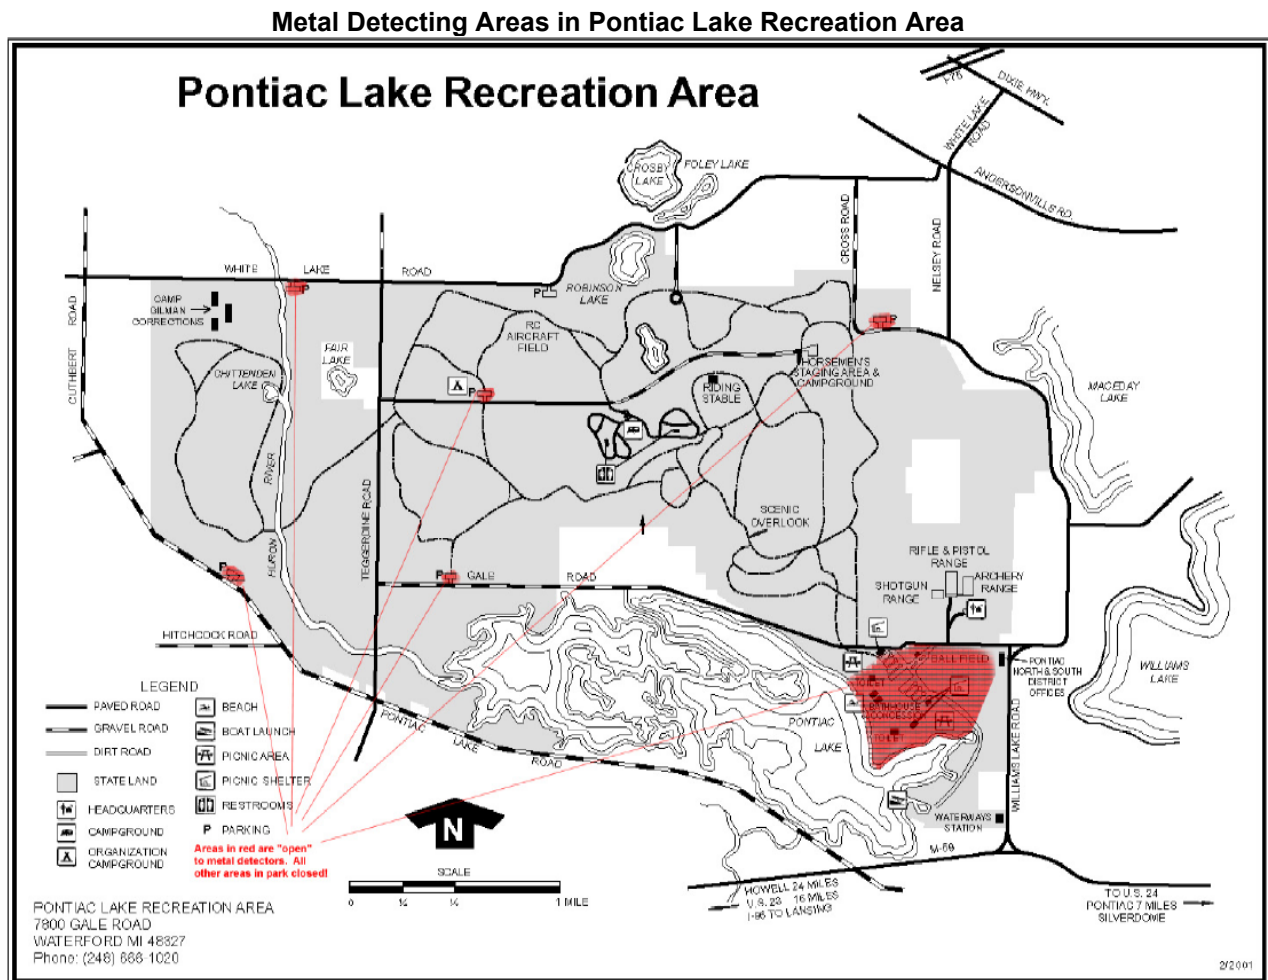 Metal Detecting Areas in Pontiac Lake Recreation Area
Pontiac Lake Recreation Area
I-75
DIXIE HWY.
WHITE LAKE
ROAD
ANDERSONVILLE RD.
CROSBY
LAKE
FOLEY LAKE
CROSS ROAD
NELSEY ROAD
WHITE
LAKE
ROAD
P
ROBINSON
LAKE
P
P
CAMP
GILMAN
CORRECTIONS
CUTHBERT ROAD
RC
AIRCRAFT
FIELD
FAIR
LAKE
CHITTENDEN
LAKE
P
HORSEMEN'S
STAGING AREA &
CAMPGROUND
RIDING
STABLE
MACEDAY
LAKE
RIVER
HURON
TEGGERDINE ROAD
SCENIC
OVERLOOK
RIFLE & PISTOL
RANGE
SHOTGUN
RANGE
ARCHERY
RANGE
P
P
GALE
ROAD
HITCHCOCK ROAD
BALL FIELD
PONTIAC
NORTH & SOUTH
DISTRICT
OFFICES
WILLIAMS
LAKE
TOILET
BATHHOUSE
CONCESSION
TOILET
PONTIAC
LAKE
PONTIAC
LAKE
ROAD
WILLIAMS LAKE ROAD
WATERWAYS
STATION
M-59
LEGEND
PAVED ROAD
GRAVEL ROAD
DIRT ROAD
STATE LAND
HEADQUARTERS
CAMPGROUND
ORGANIZATION
CAMPGROUND
BEACH
BOAT LAUNCH
PICNIC AREA
PICNIC SHELTER
RESTROOMS
P PARKING
Areas in red are "open"
to metal detectors. All
other areas in park closed!
N
SCALE
0 ¼ 1 MILE
HOWELL 24 MILES
U.S. 23 16 MILES
I-96 TO LANSING
TO U.S. 24
PONTIAC 7 MILES
SILVERDOME
PONTIAC LAKE RECREATION AREA
7800 GALE ROAD
WATERFORD MI 48327
Phone: (248) 666-1020
2/2001